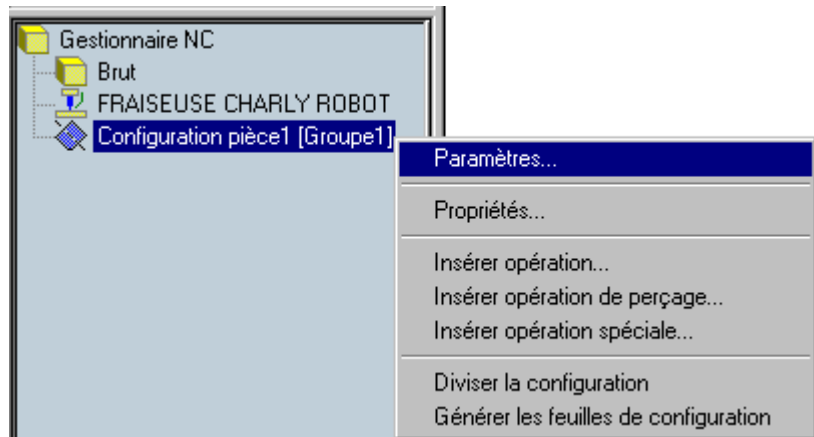 Gestionnaire NC
Brut
FRAISEUSE CHARLY ROBOT
Configuration pièce1 [Groupe1]
Paramètres...
Propriétés...
Insérer opération...
Insérer opération de perçage...
Insérer opération spéciale...
Diviser la configuration
Générer les feuilles de configuration